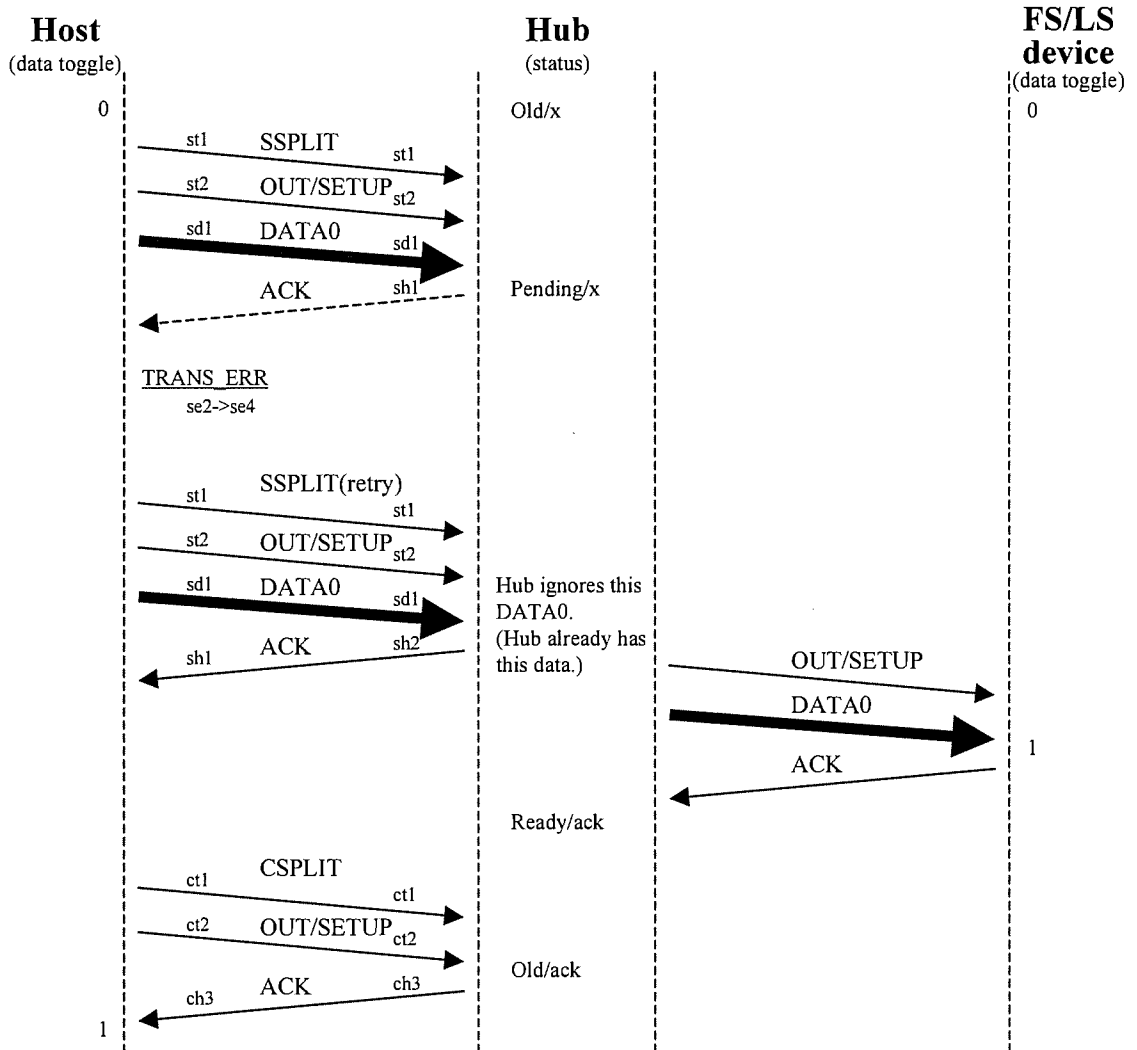 Host
(data toggle)
Hub
(status)
FS/LS
device
(data toggle)
0
Old/x
0
st1
SSPLIT
st1
st2
OUT/SETUP
st2
sd1
DATA0
sd1
ACK
sh1
Pending/x
TRANS_ERR
se2->se4
SSPLIT(retry)
st1
st1
st2
OUT/SETUP
st2
sd1
DATA0
sd1
Hub ignores this
DATA0.
(Hub already has
this data.)
sh1
ACK
sh2
OUT/SETUP
DATA0
1
ACK
Ready/ack
ct1
CSPLIT
ct1
ct2
OUT/SETUP
ct2
Old/ack
ch3
ACK
ch3
1